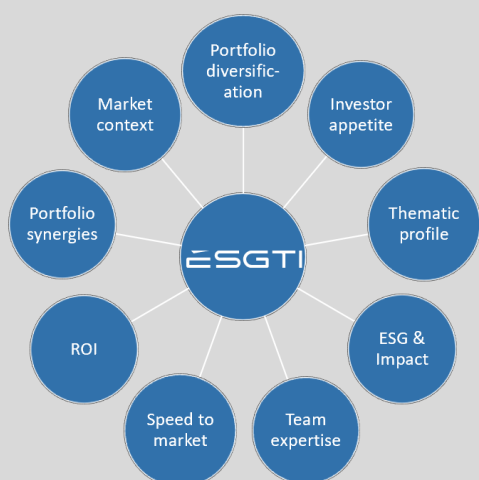 Portfolio
diversific-
ation
Investor
appetite
Thematic
profile
ESG &
Impact
Team
expertise
Speed to
market
ROI
Portfolio
synergies
Market
context
ESGTI